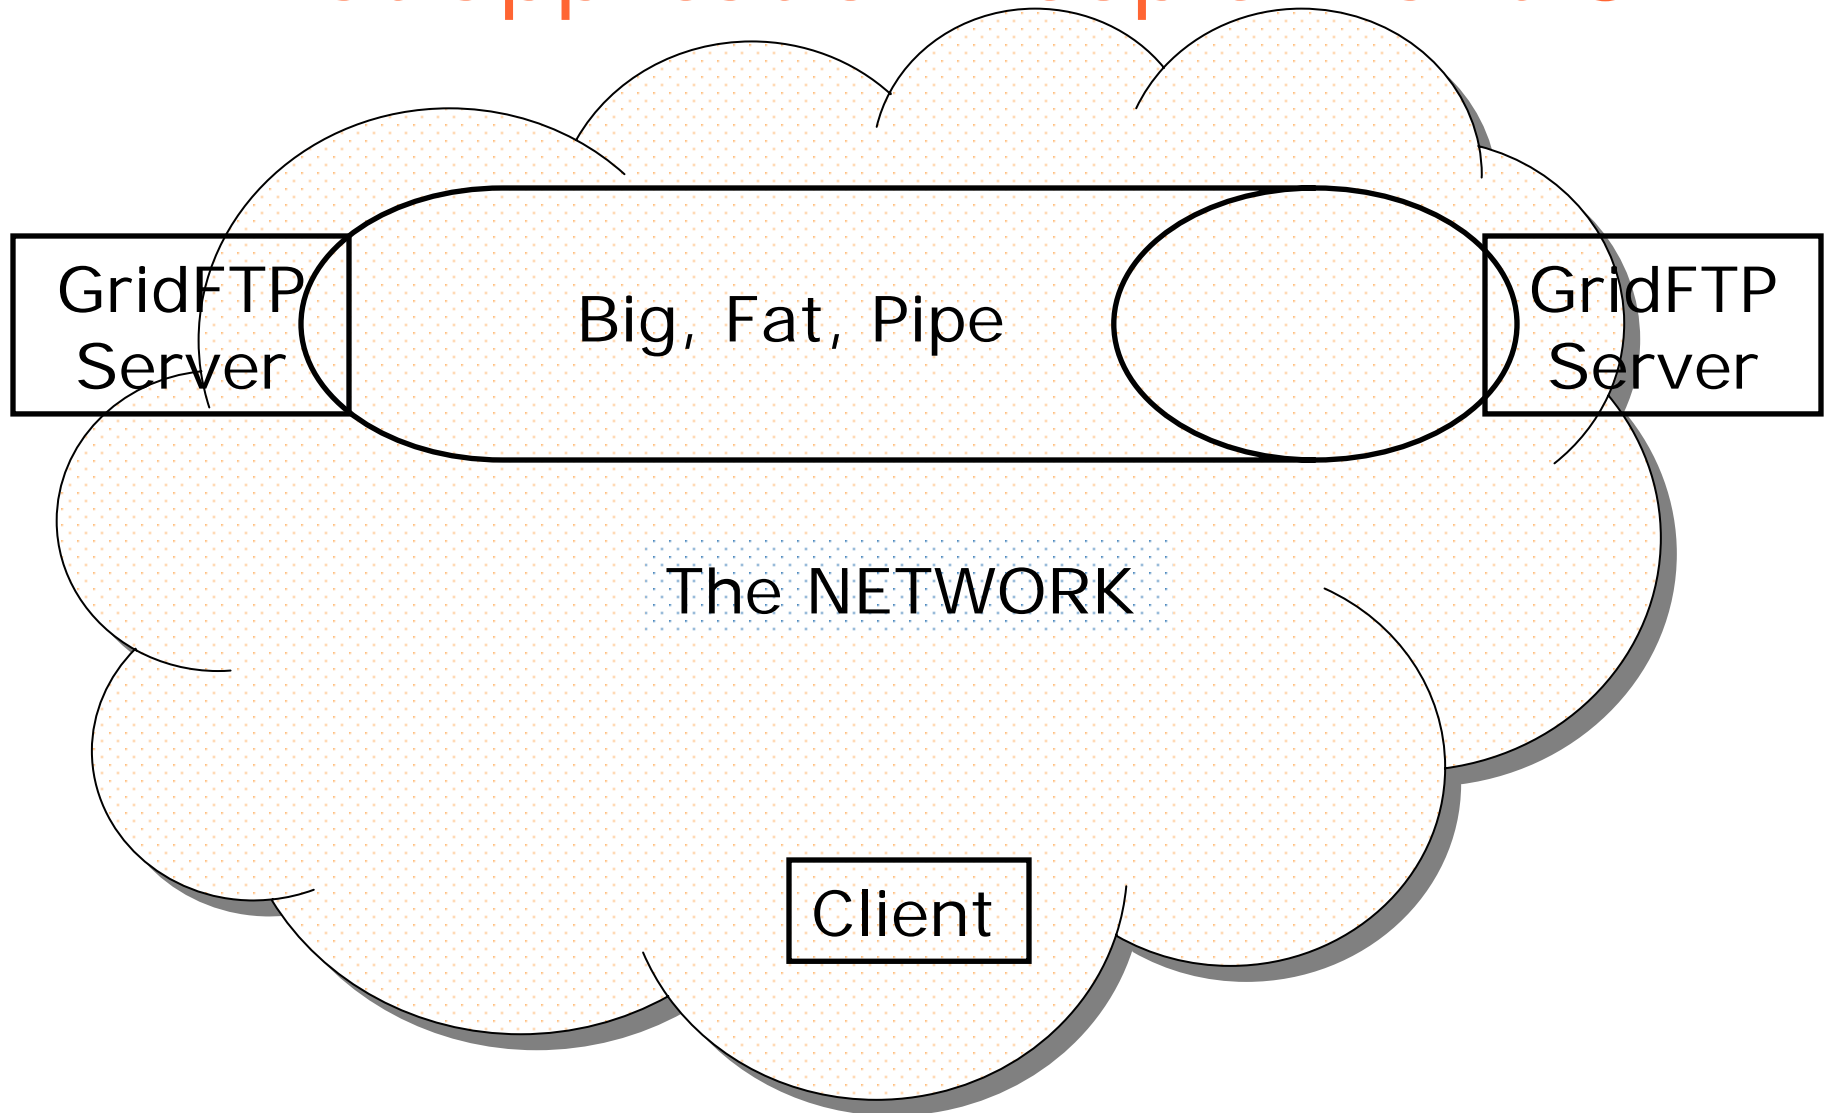 GridFTP
Server
Big, Fat, Pipe
GridFTP
Server
The NETWORK
Client